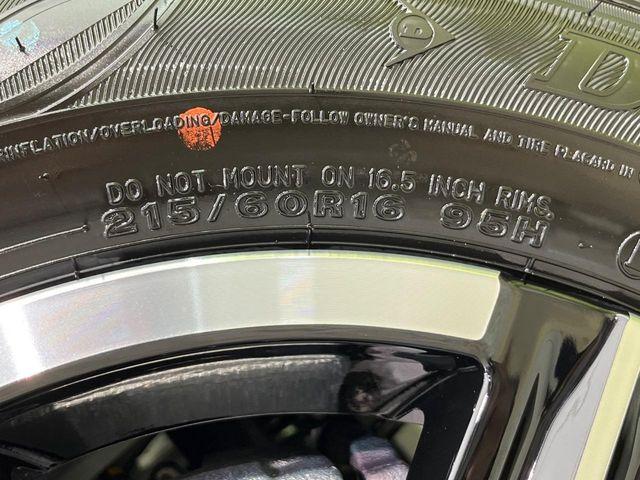 D
D
OVERLOADING/DAMAGE-FOLLOW OWNER'S MANUAL AND TIRE PLACARD IN
DO NOT MOUNT ON 16.5 INCH RIMS.
215/60R16 95H